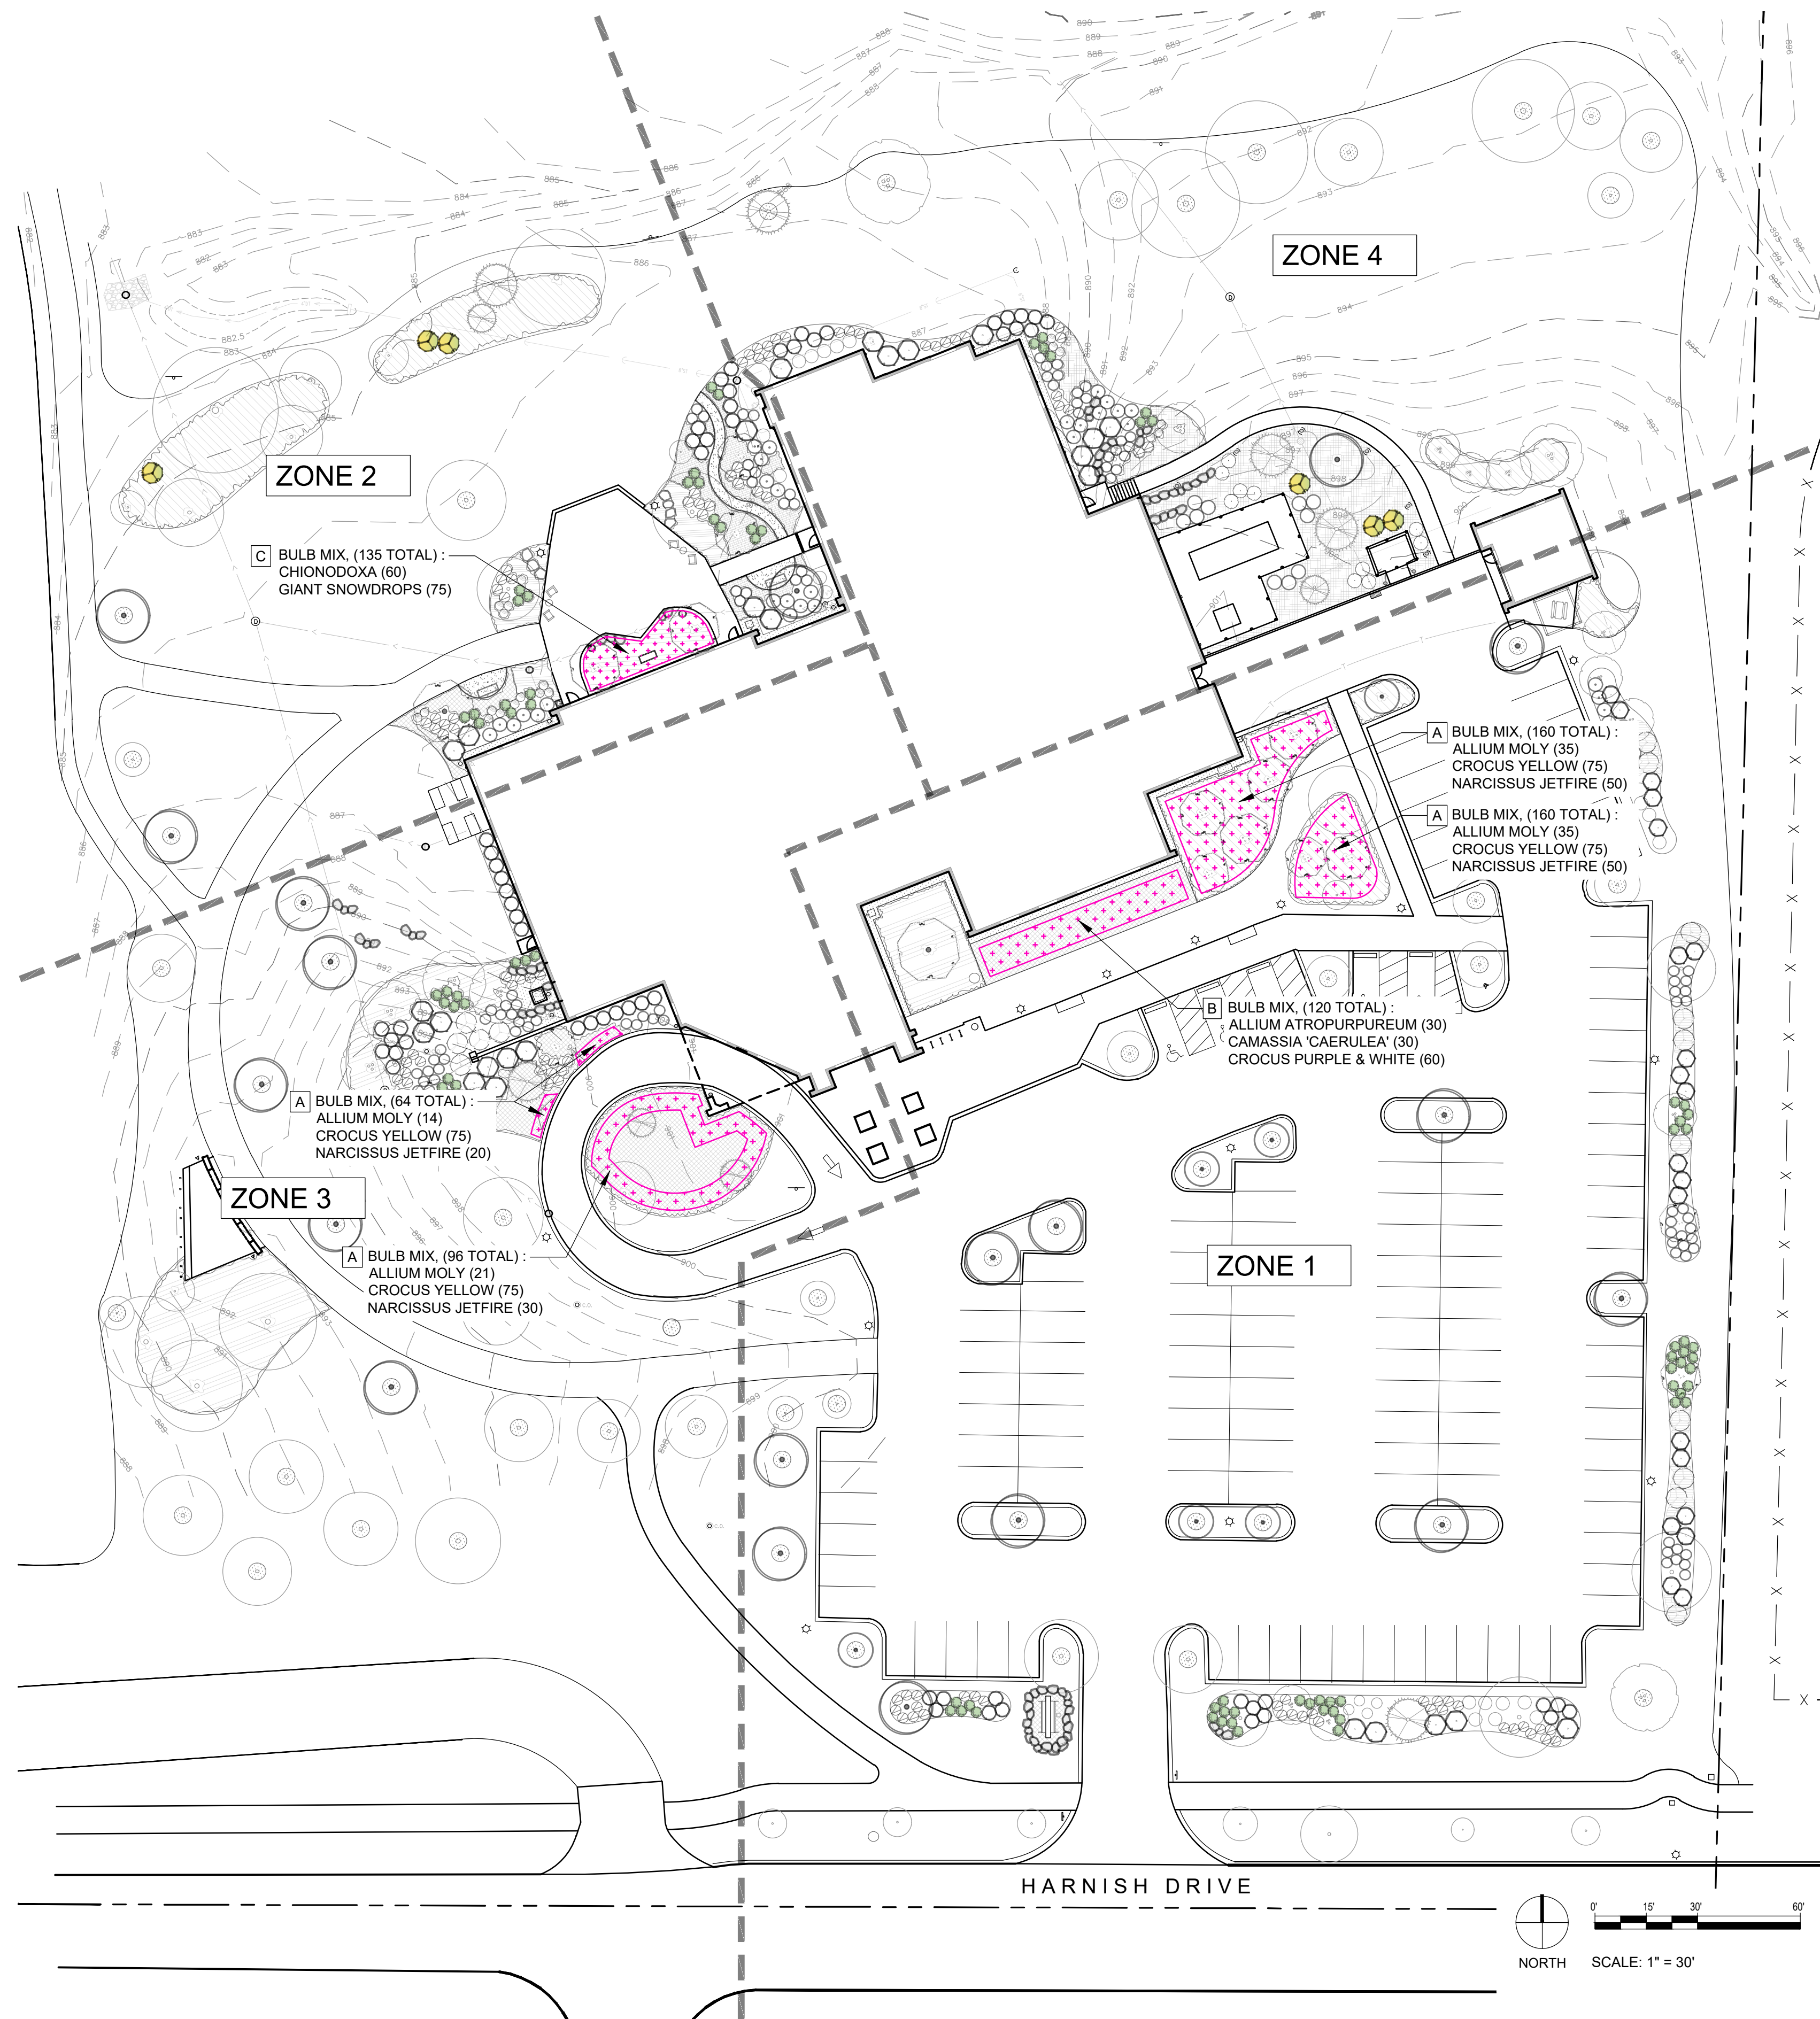 ZONE 4
ZONE 2
C BULB MIX, (135 TOTAL) :
CHIONODOXA (60)
GIANT SNOWDROPS (75)
A BULB MIX, (160 TOTAL) :
ALLIUM MOLY (35)
CROCUS YELLOW (75)
NARCISSUS JETFIRE (50)
A BULB MIX, (160 TOTAL) :
ALLIUM MOLY (35)
CROCUS YELLOW (75)
NARCISSUS JETFIRE (50)
B BULB MIX, (120 TOTAL) :
ALLIUM ATROPURPUREUM (30)
CAMASSIA 'CAERULEA' (30)
CROCUS PURPLE & WHITE (60)
A BULB MIX, (64 TOTAL) :
ALLIUM MOLY (14)
CROCUS YELLOW (75)
NARCISSUS JETFIRE (20)
ZONE 3
A BULB MIX, (96 TOTAL) :
ALLIUM MOLY (21)
CROCUS YELLOW (75)
NARCISSUS JETFIRE (30)
ZONE 1
HARNISH DRIVE
0' 15' 30' 60'
NORTH SCALE: 1" = 30'